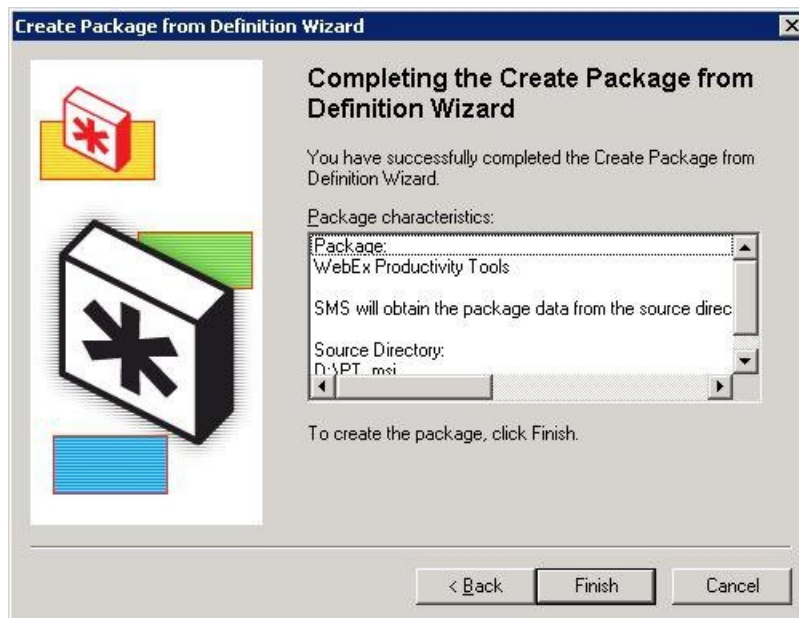 Create Package from Definition Wizard
Completing the Create Package from
Definition Wizard
You have successfully completed the Create Package from
Definition Wizard.
Package characteristics:
Package:
WebEx Productivity Tools
SMS will obtain the package data from the source direc
Source Directory:
D:\PT_msi
To create the package, click Finish.
< Back
Finish
Cancel